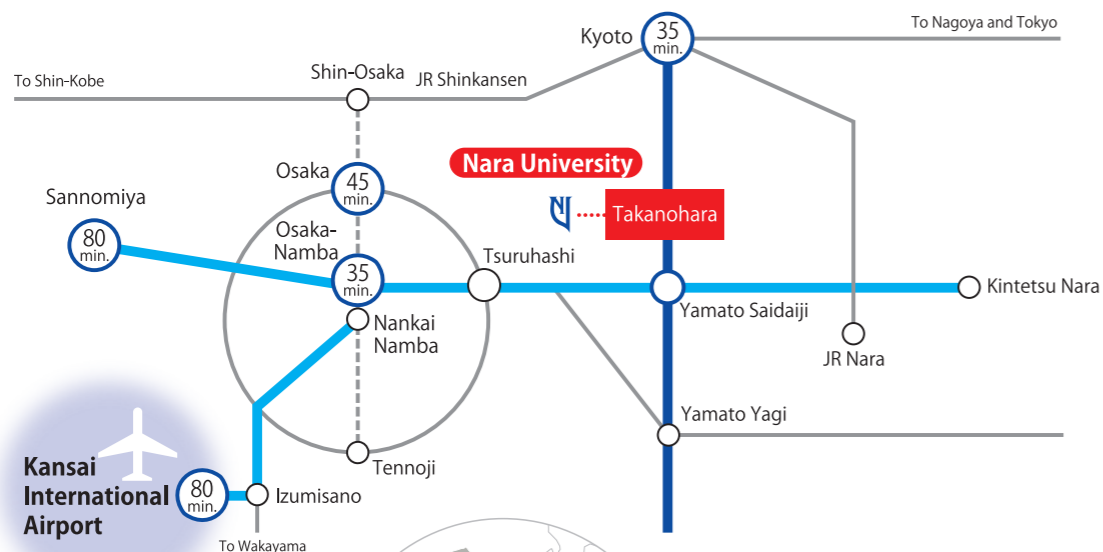 To Nagoya and Tokyo
Kyoto
35
min.
To Shin-Kobe
Shin-Osaka
JR Shinkansen
Nara University
Osaka
45
min.
Sannomiya
80
min.
Takanohara
Osaka-
Namba
35
min.
Tsuruhashi
Kintetsu Nara
Yamato Saidaiji
Nankai
Namba
JR Nara
Yamato Yagi
Kansai
International
Airport
80
min.
Tennoji
Izumisano
To Wakayama